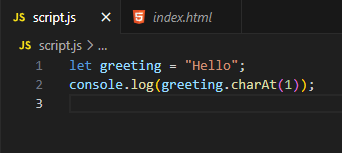 JS script.js × 5 index.html
JS script.js > ...
1 let greeting = "Hello";
2 console.log(greeting.charAt(1));
3